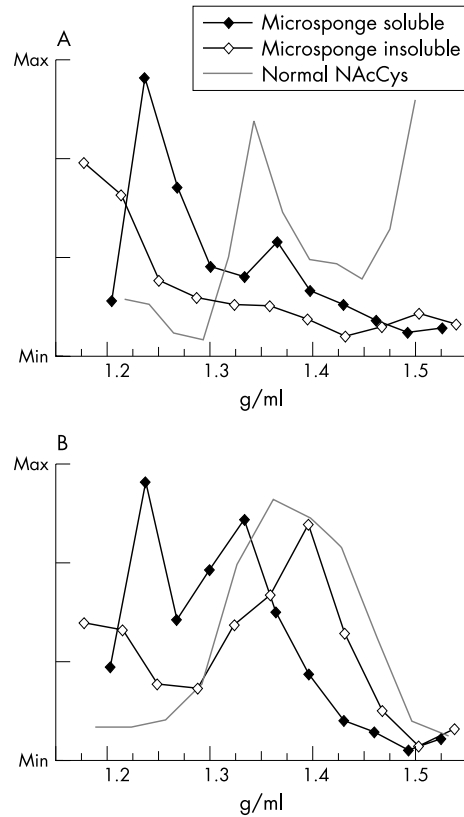 Microsponge soluble
Microsponge insoluble
Normal NAcCys
A
Max
Min
1.2 1.3 1.4 1.5
g/ml
B
Max
Min
1.2 1.3 1.4 1.5
g/ml